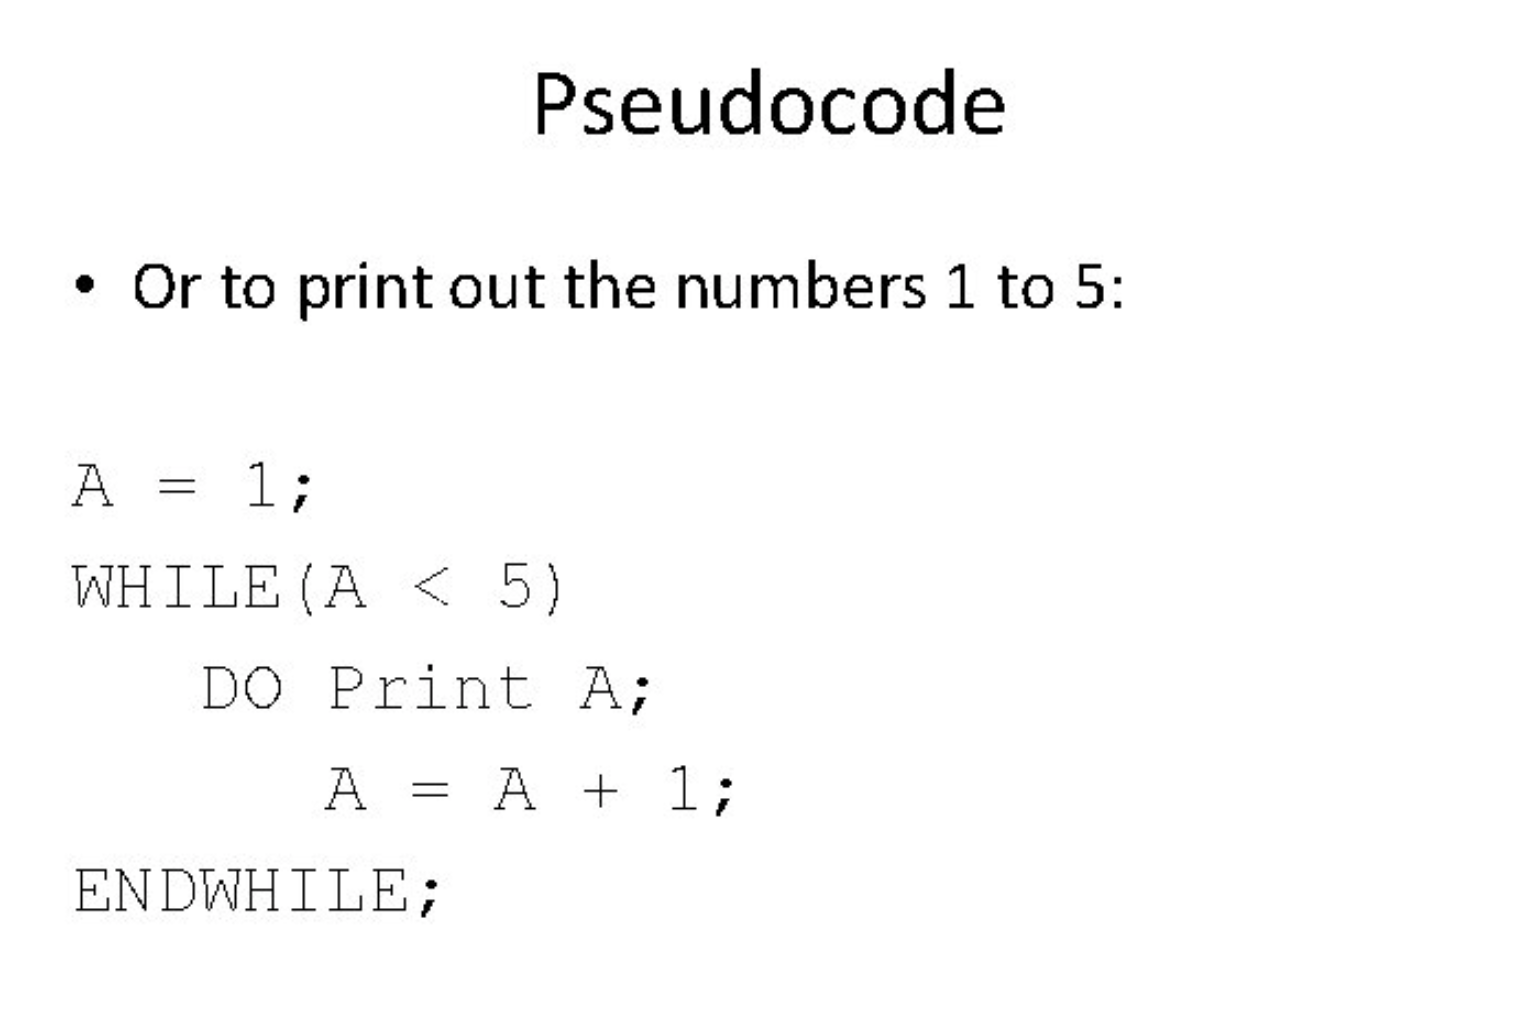 Pseudocode
• Or to print out the numbers 1 to 5:
A = 1;
WHILE(A < 5)
DO Print A;
A = A + 1;
ENDWHILE;